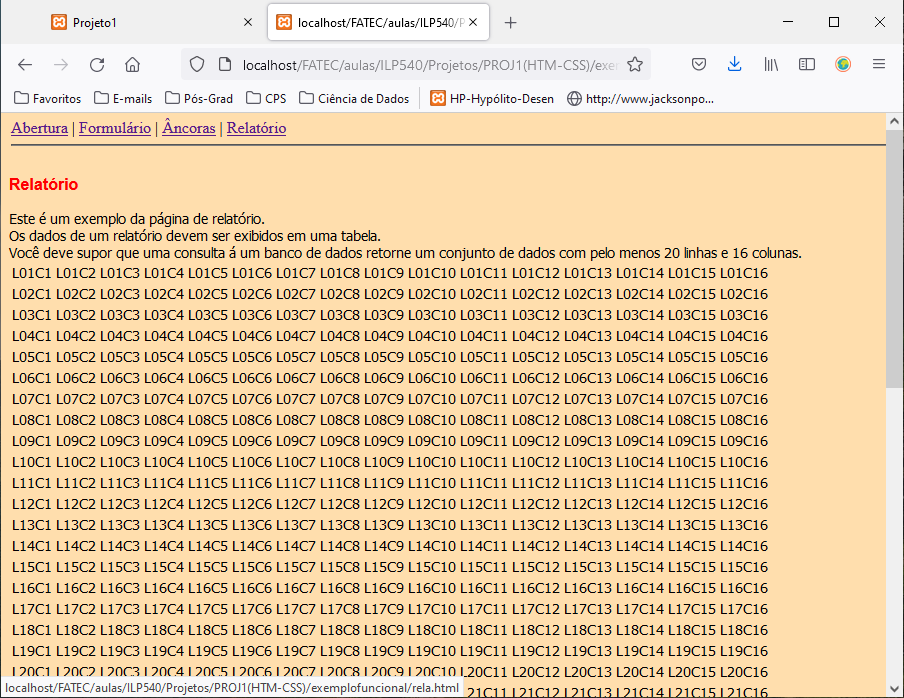 Projeto1
localhost/FATEC/aulas/ILP540/P
localhost/FATEC/aulas/ILP540/Projetos/PROJ1(HTM-CSS)/exem
Favoritos E-mails Pós-Grad CPS Ciência de Dados HP-Hypólito-Desen http://www.jacksonpo...
Abertura | Formulário | Âncoras | Relatório
Relatório
Este é um exemplo da página de relatório.
Os dados de um relatório devem ser exibidos em uma tabela.
Você deve supor que uma consulta á um banco de dados retorne um conjunto de dados com pelo menos 20 linhas e 16 colunas.
L01C1 L01C2 L01C3 L01C4 L01C5 L01C6 L01C7 L01C8 L01C9 L01C10 L01C11 L01C12 L01C13 L01C14 L01C15 L01C16
L02C1 L02C2 L02C3 L02C4 L02C5 L02C6 L02C7 L02C8 L02C9 L02C10 L02C11 L02C12 L02C13 L02C14 L02C15 L02C16
L03C1 L03C2 L03C3 L03C4 L03C5 L03C6 L03C7 L03C8 L03C9 L03C10 L03C11 L03C12 L03C13 L03C14 L03C15 L03C16
L04C1 L04C2 L04C3 L04C4 L04C5 L04C6 L04C7 L04C8 L04C9 L04C10 L04C11 L04C12 L04C13 L04C14 L04C15 L04C16
L05C1 L05C2 L05C3 L05C4 L05C5 L05C6 L05C7 L05C8 L05C9 L05C10 L05C11 L05C12 L05C13 L05C14 L05C15 L05C16
L06C1 L06C2 L06C3 L06C4 L06C5 L06C6 L06C7 L06C8 L06C9 L06C10 L06C11 L06C12 L06C13 L06C14 L06C15 L06C16
L07C1 L07C2 L07C3 L07C4 L07C5 L07C6 L07C7 L07C8 L07C9 L07C10 L07C11 L07C12 L07C13 L07C14 L07C15 L07C16
L08C1 L08C2 L08C3 L08C4 L08C5 L08C6 L08C7 L08C8 L08C9 L08C10 L08C11 L08C12 L08C13 L08C14 L08C15 L08C16
L09C1 L09C2 L09C3 L09C4 L09C5 L09C6 L09C7 L09C8 L09C9 L09C10 L09C11 L09C12 L09C13 L09C14 L09C15 L09C16
L10C1 L10C2 L10C3 L10C4 L10C5 L10C6 L10C7 L10C8 L10C9 L10C10 L10C11 L10C12 L10C13 L10C14 L10C15 L10C16
L11C1 L11C2 L11C3 L11C4 L11C5 L11C6 L11C7 L11C8 L11C9 L11C10 L11C11 L11C12 L11C13 L11C14 L11C15 L11C16
L12C1 L12C2 L12C3 L12C4 L12C5 L12C6 L12C7 L12C8 L12C9 L12C10 L12C11 L12C12 L12C13 L12C14 L12C15 L12C16
L13C1 L13C2 L13C3 L13C4 L13C5 L13C6 L13C7 L13C8 L13C9 L13C10 L13C11 L13C12 L13C13 L13C14 L13C15 L13C16
L14C1 L14C2 L14C3 L14C4 L14C5 L14C6 L14C7 L14C8 L14C9 L14C10 L14C11 L14C12 L14C13 L14C14 L14C15 L14C16
L15C1 L15C2 L15C3 L15C4 L15C5 L15C6 L15C7 L15C8 L15C9 L15C10 L15C11 L15C12 L15C13 L15C14 L15C15 L15C16
L16C1 L16C2 L16C3 L16C4 L16C5 L16C6 L16C7 L16C8 L16C9 L16C10 L16C11 L16C12 L16C13 L16C14 L16C15 L16C16
L17C1 L17C2 L17C3 L17C4 L17C5 L17C6 L17C7 L17C8 L17C9 L17C10 L17C11 L17C12 L17C13 L17C14 L17C15 L17C16
L18C1 L18C2 L18C3 L18C4 L18C5 L18C6 L18C7 L18C8 L18C9 L18C10 L18C11 L18C12 L18C13 L18C14 L18C15 L18C16
L19C1 L19C2 L19C3 L19C4 L19C5 L19C6 L19C7 L19C8 L19C9 L19C10 L19C11 L19C12 L19C13 L19C14 L19C15 L19C16
L20C1 L20C2 L20C3 L20C4 L20C5 L20C6 L20C7 L20C8 L20C9 L20C10 L20C11 L20C12 L20C13 L20C14 L20C15 L20C16
localhost/FATEC/aulas/ILP540/Projetos/PROJ1(HTM-CSS)/exemplofuncional/rela.html L21C11 L21C12 L21C13 L21C14 L21C15 L21C16